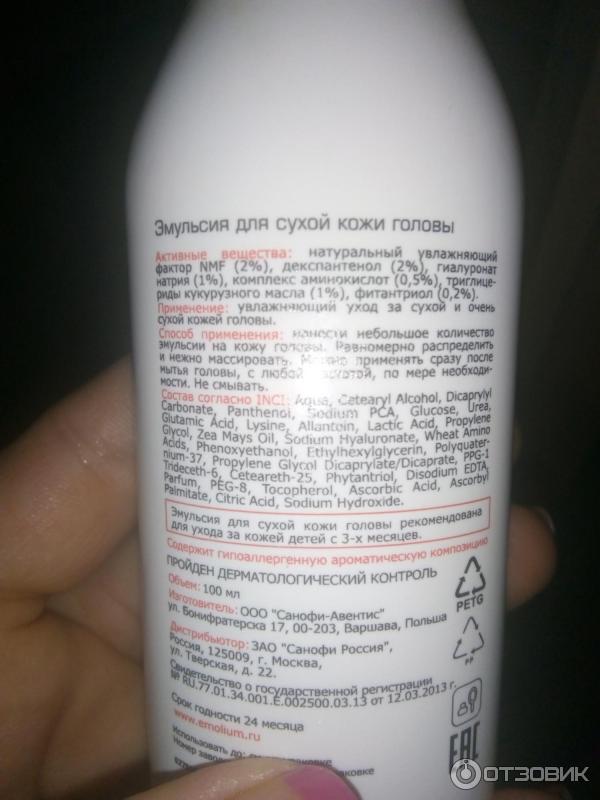 Эмульсия для сухой кожи головы
Активные вещества: натуральный увлажняющий
фактор NMF (2%), декспантенол (2%), гиалуронат
натрия (1%), комплекс аминокислот (0,5%), триглице-
риды кукурузного масла (1%), фитантриол (0,2%).
Применение: увлажняющий уход за сухой и очень
сухой кожей головы.
Способ применения: нанести небольшое количество
эмульсии на кожу головы. Равномерно распределить
и нежно массировать. Можно применять сразу после
мытья головы, с любой частотой, по мере необходи-
мости. Не смывать.
Состав согласно INCI: Aqua, Cetearyl Alcohol, Dicaprylyl
Carbonate, Panthenol, Sodium PCA, Glucose, Urea,
Glutamic Acid, Lysine, Allantoin, Lactic Acid, Propylene
Glycol, Zea Mays Oil, Sodium Hyaluronate, Wheat Amino
Acids, Phenoxyethanol, Ethylhexylglycerin, Polyquater-
nium-37, Propylene Glycol Dicaprylate/Dicaprate, PPG-1
Trideceth-6, Ceteareth-25, Phytantriol, Disodium EDTA,
Parfum, PEG-8, Tocopherol, Ascorbic Acid, Ascorbyl
Palmitate, Citric Acid, Sodium Hydroxide.
Эмульсия для сухой кожи головы рекомендована
для ухода за кожей детей с 3-х месяцев.
Содержит гипоаллергенную ароматическую композицию
ПРОЙДЕН ДЕРМАТОЛОГИЧЕСКИЙ КОНТРОЛЬ
Объем: 100 мл
Изготовитель: ООО "Санофи-Авентис"
ул. Бонифратерска 17, 00-203, Варшава, Польша
Дистрибьютор: ЗАО "Санофи Россия",
Россия, 125009, г. Москва,
ул. Тверская, д. 22.
Свидетельство о государственной регистрации
№ RU.77.01.34.001.E.002500.03.13 от 12.03.2013 г.
Срок годности 24 месяца
www.emolium.ru
Использовать до:
Номер
PETG
PP
EAC
ОТЗОВИК